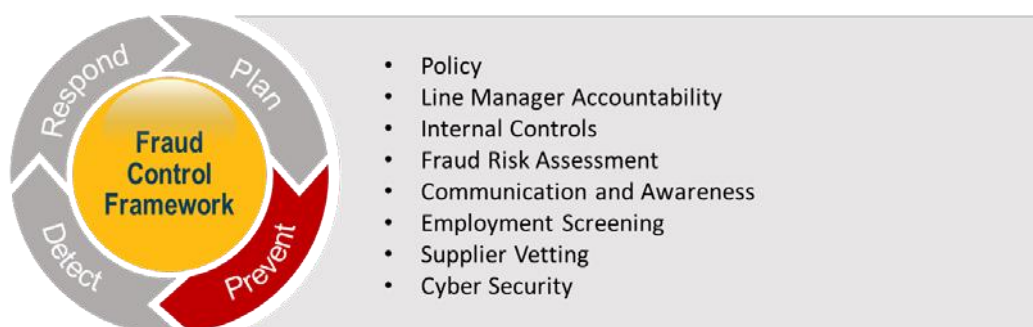 Respond
Plan
Fraud
Control
Framework
Detect
Prevent
• Policy
• Line Manager Accountability
• Internal Controls
• Fraud Risk Assessment
• Communication and Awareness
• Employment Screening
• Supplier Vetting
• Cyber Security